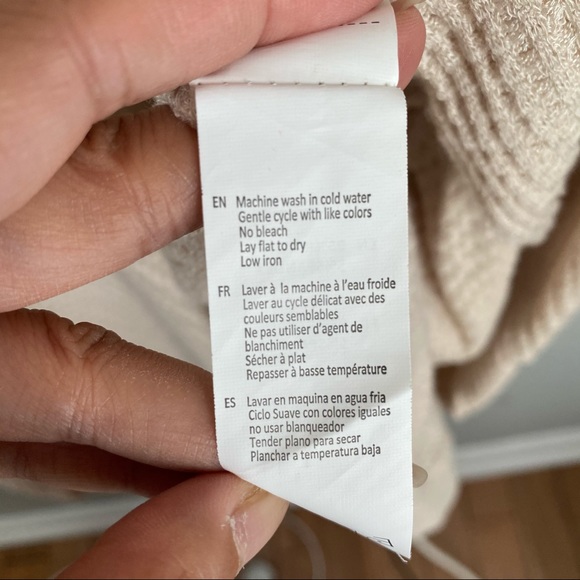 EN Machine wash in cold water
Gentle cycle with like colors
No bleach
Lay flat to dry
Low iron
FR Laver à la machine à l'eau froide
Laver au cycle délicat avec des
couleurs semblables
Ne pas utiliser d'agent de
blanchiment
Sécher à plat
Repasser à basse température
ES Lavar en maquina en agua fria
Ciclo Suave con colores iguales
no usar blanqueador
Tender plano para secar
Planchar a temperatura baja